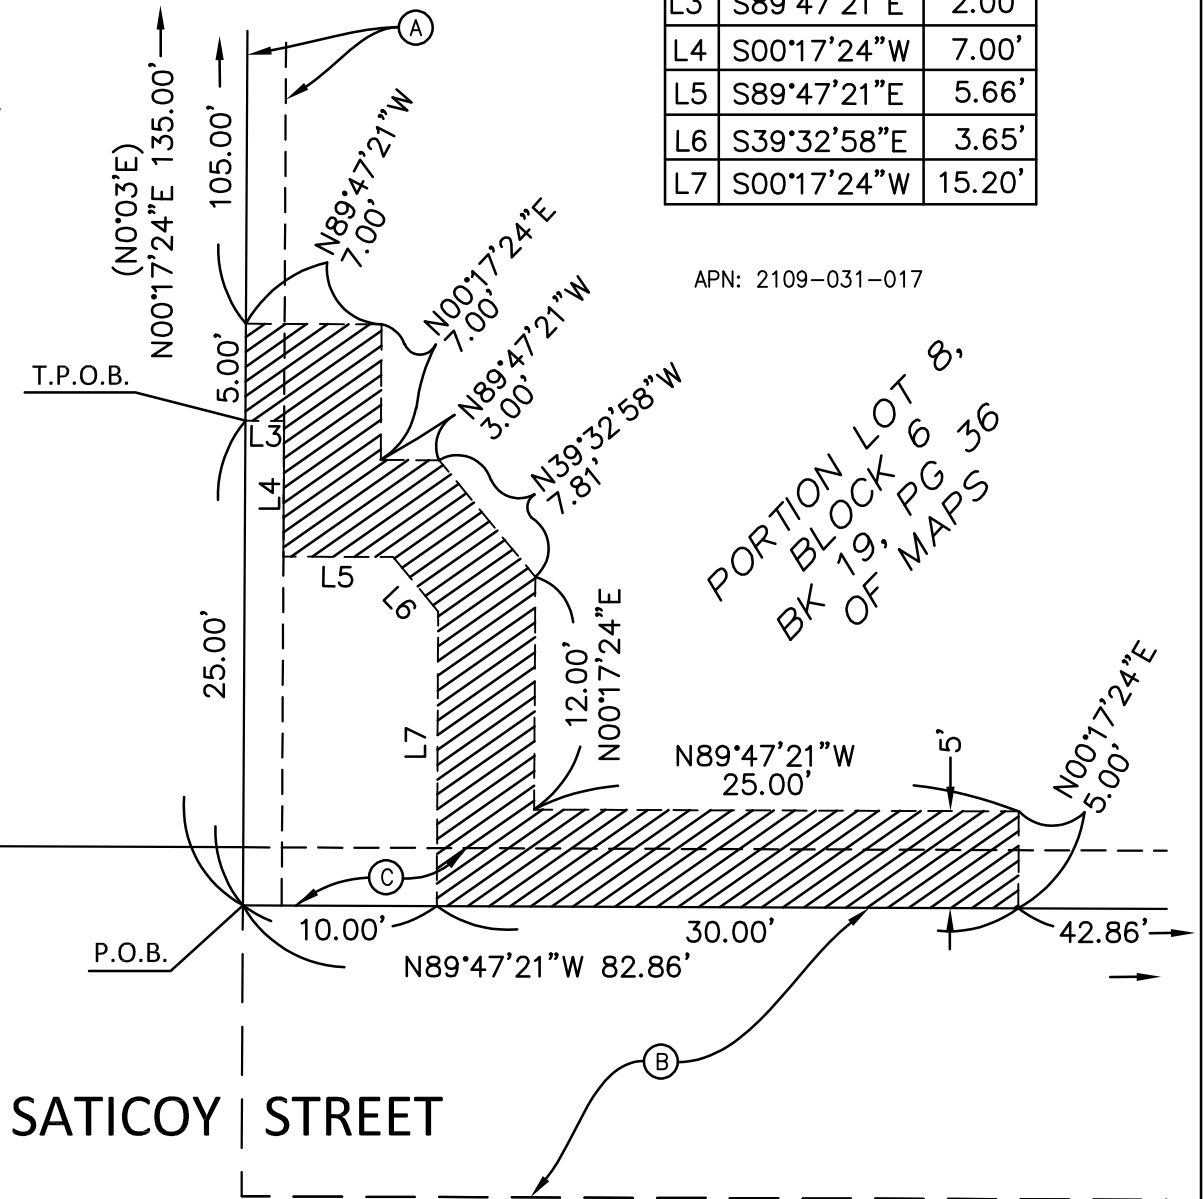 A
L3 S89°47'21"E 2.00'
L4 S00°17'24"W 7.00'
L5 S89°47'21"E 5.66'
L6 S39°32'58"E 3.65'
L7 S00°17'24"W 15.20'
(N0°03'E)
N00°17'24"E 135.00'
105.00'
N89°47'21"W
7.00'
N00°17'24"E
7.00'
N89°47'21"W
3.00'
N39°32'58"W
7.81'
APN: 2109-031-017
PORTION LOT 8,
BLOCK 6
BK 19, PG 36
OF MAPS
5.00'
T.P.O.B.
L3
L4
L5
L6
L7
25.00'
12.00'
N00°17'24"E
N89°47'21"W
25.00'
5'
N00°17'24"E
5.00'
C
10.00'
30.00'
42.86'
P.O.B.
N89°47'21"W 82.86'
B
SATICOY STREET